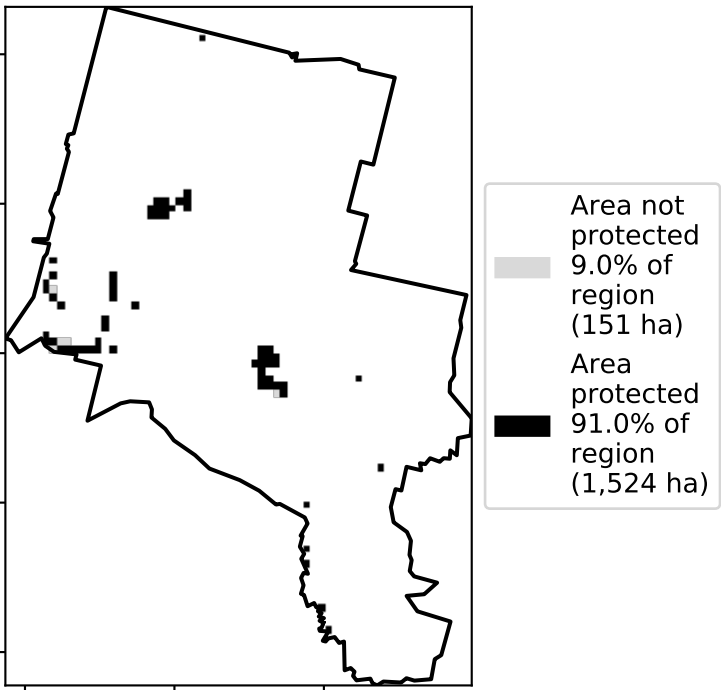 Area not
protected
9.0% of
region
(151 ha)
Area
protected
91.0% of
region
(1,524 ha)